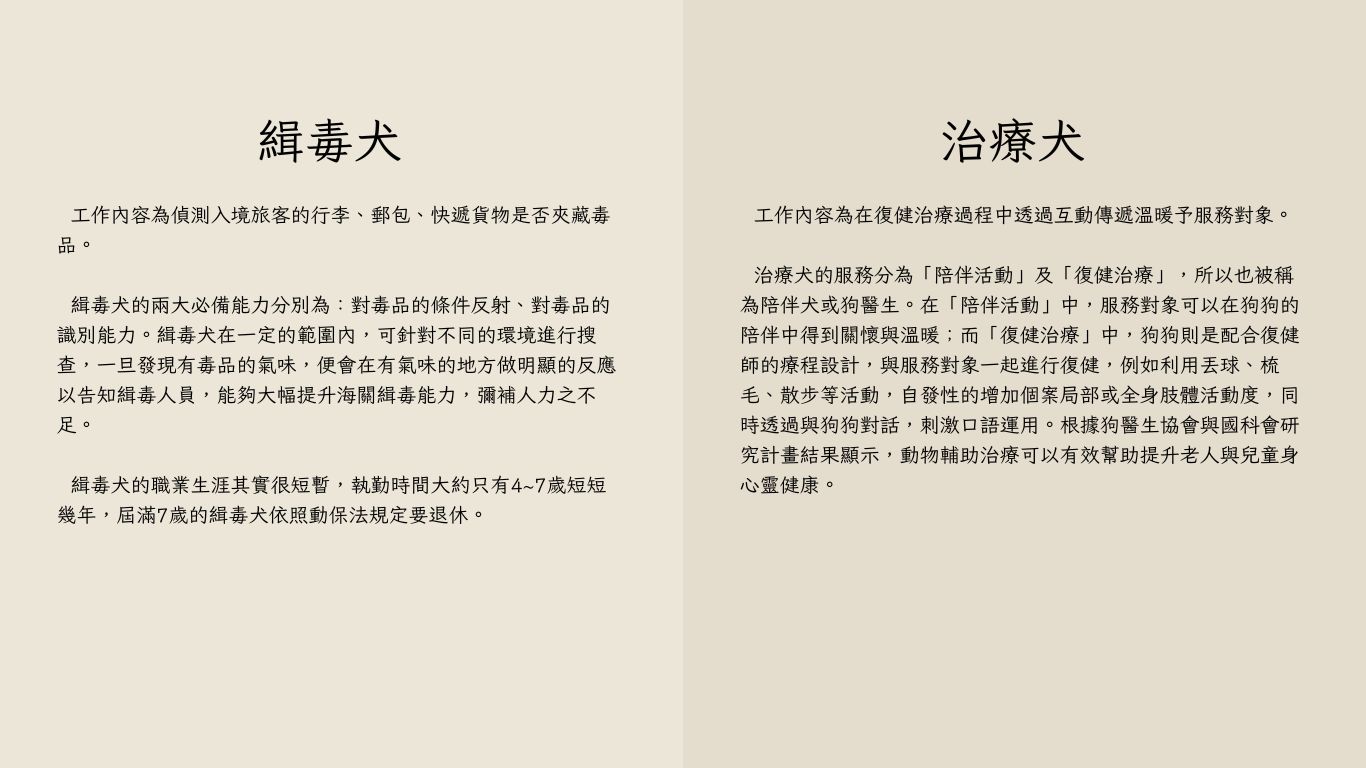 緝毒犬
工作內容為偵測入境旅客的行李、郵包、快遞貨物是否夾藏毒
品。
緝毒犬的兩大必備能力分別為：對毒品的條件反射、對毒品的
識別能力。緝毒犬在一定的範圍內，可針對不同的環境進行搜
查，一旦發現有毒品的氣味，便會在有氣味的地方做明顯的反應
以告知緝毒人員，能夠大幅提升海關緝毒能力，彌補人力之不
足。
緝毒犬的職業生涯其實很短暫，執勤時間大約只有4~7歲短短
幾年，屆滿7歲的緝毒犬依照動保法規定要退休。
治療犬
工作內容為在復健治療過程中透過互動傳遞溫暖予服務對象。
治療犬的服務分為「陪伴活動」及「復健治療」，所以也被稱
為陪伴犬或狗醫生。在「陪伴活動」中，服務對象可以在狗狗的
陪伴中得到關懷與溫暖；而「復健治療」中，狗狗則是配合復健
師的療程設計，與服務對象一起進行復健，例如利用丟球、梳
毛、散步等活動，自發性的增加個案局部或全身肢體活動度，同
時透過與狗狗對話，刺激口語運用。根據狗醫生協會與國科會研
究計畫結果顯示，動物輔助治療可以有效幫助提升老人與兒童身
心靈健康。